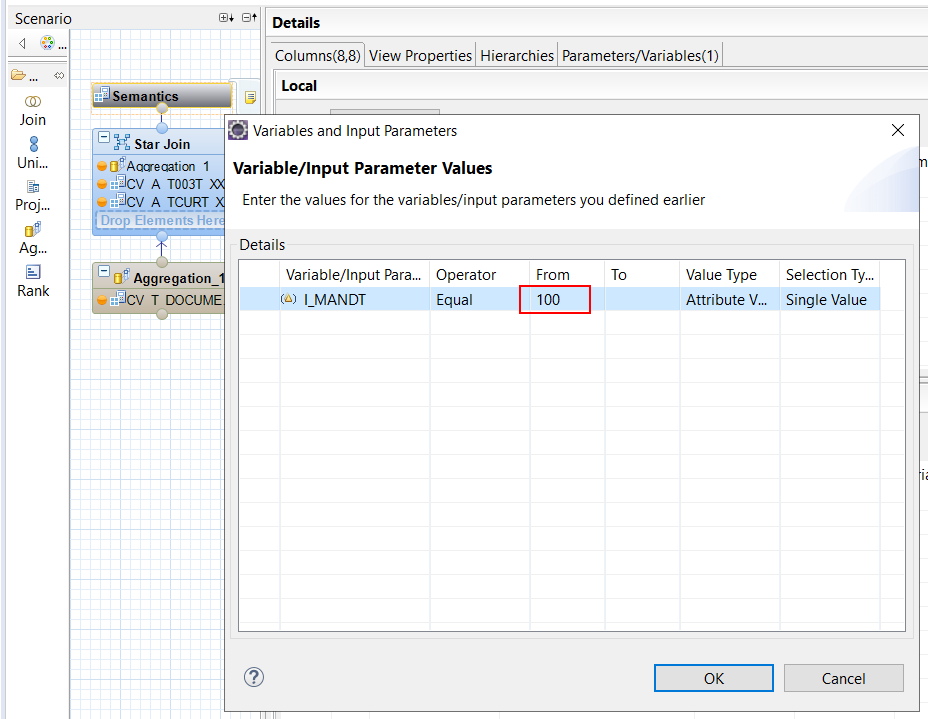 Scenario
...
...
Join
Uni...
Proj...
Ag...
Rank
Semantics
Star Join
Aggregation_1
CV_A_T003T_XX
CV_A_TCURT_X
Drop Elements Here
Aggregation_1
CV_T_DOCUME.
Details
Columns(8,8) View Properties Hierarchies Parameters/Variables(1)
Local
Variables and Input Parameters
Variable/Input Parameter Values
Enter the values for the variables/input parameters you defined earlier
Details
Variable/Input Para... Operator From To Value Type Selection Ty...
I_MANDT Equal 100 Attribute V... Single Value
? OK Cancel